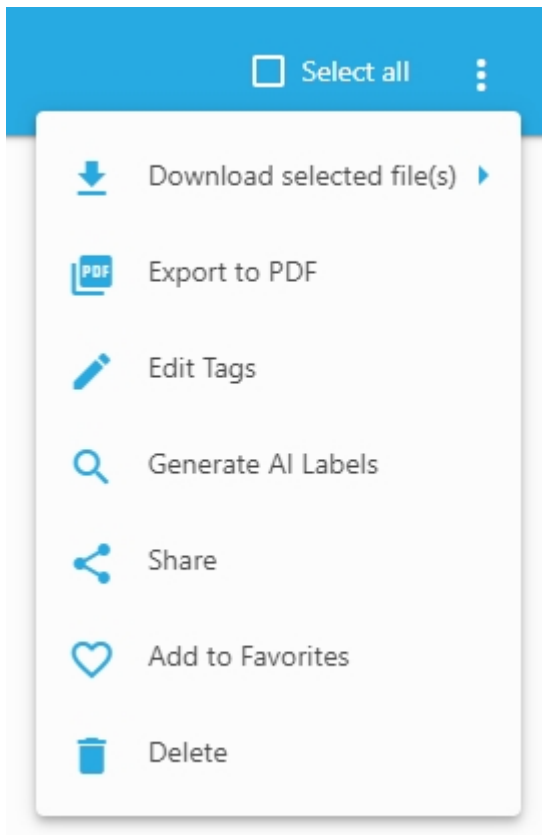 Select all
Download selected file(s)
PDF
Export to PDF
Edit Tags
Generate AI Labels
Share
Add to Favorites
Delete